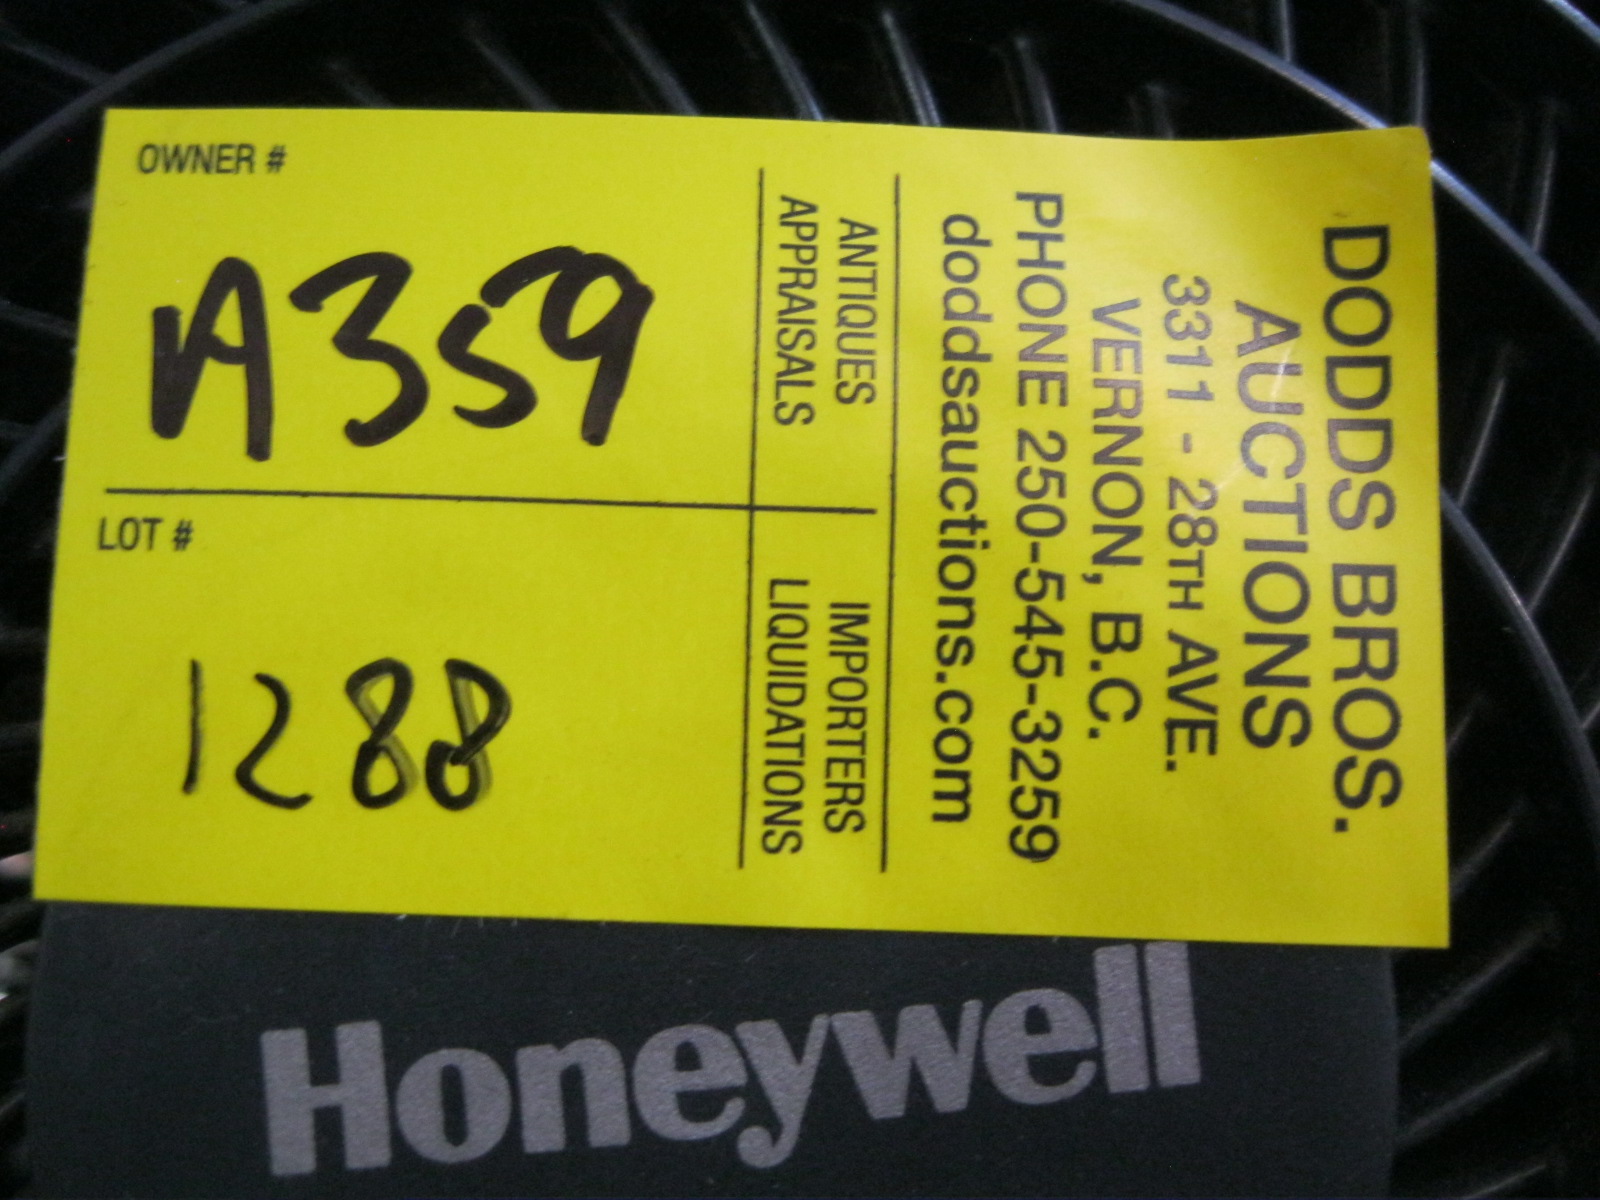 OWNER #
A359
LOT #
1288
DODDS BROS.
AUCTIONS
3311 - 28TH AVE.
VERNON, B.C.
PHONE 250-545-3259
doddsauctions.com
ANTIQUES
APPRAISALS
IMPORTERS
LIQUIDATIONS
Honeywell